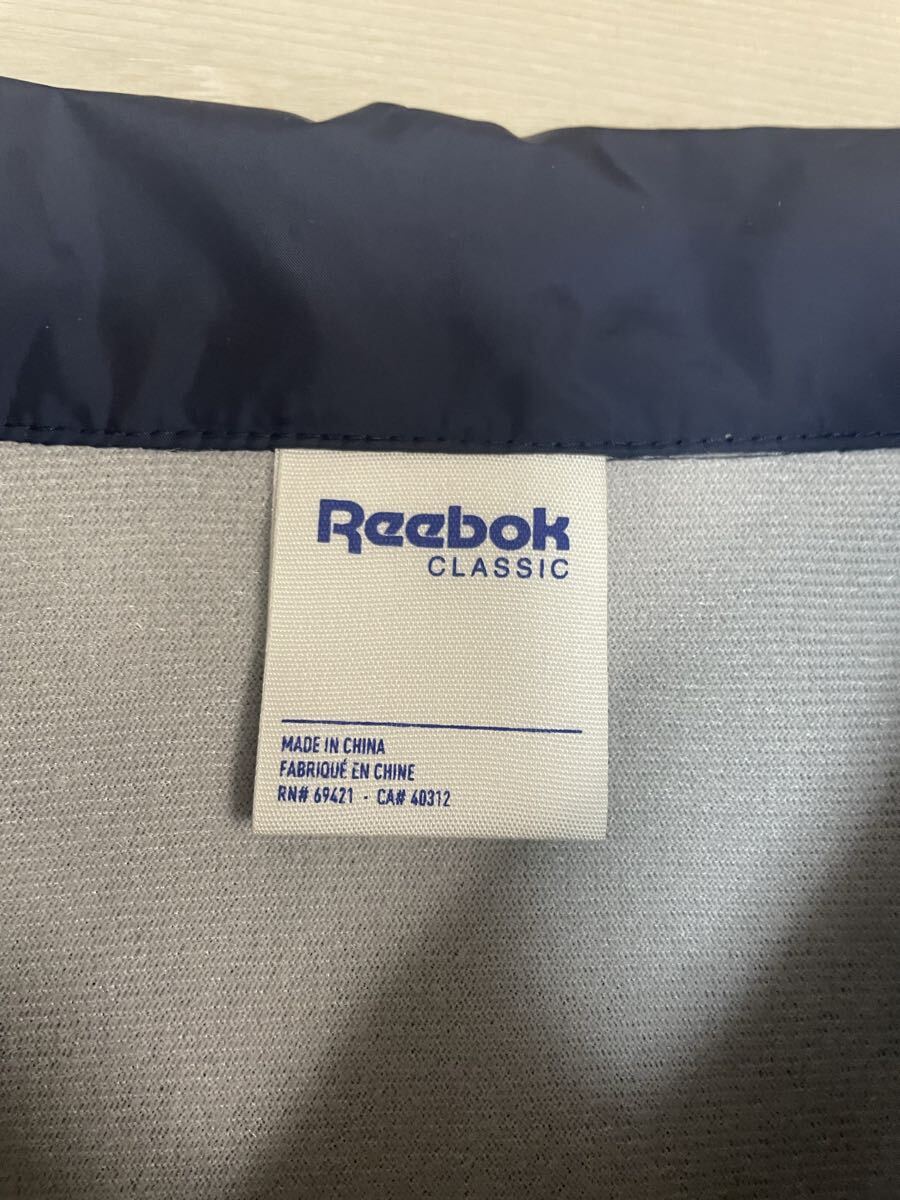 Reebok
CLASSIC
MADE IN CHINA
FABRIQUÉ EN CHINE
RN# 69421 - CA# 40312